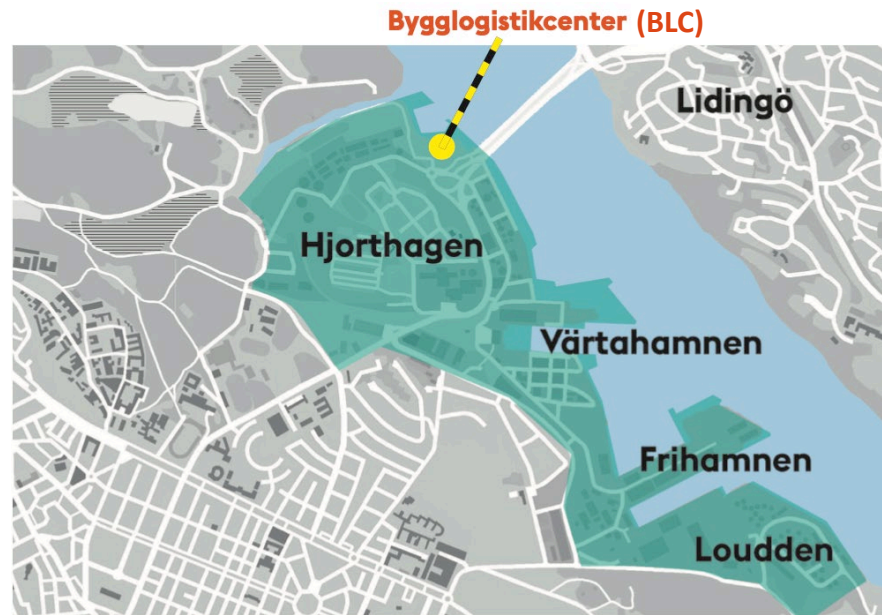 Bygglogistikcenter (BLC)
Lidingö
Hjorthagen
Värtahamnen
Frihamnen
Loudden